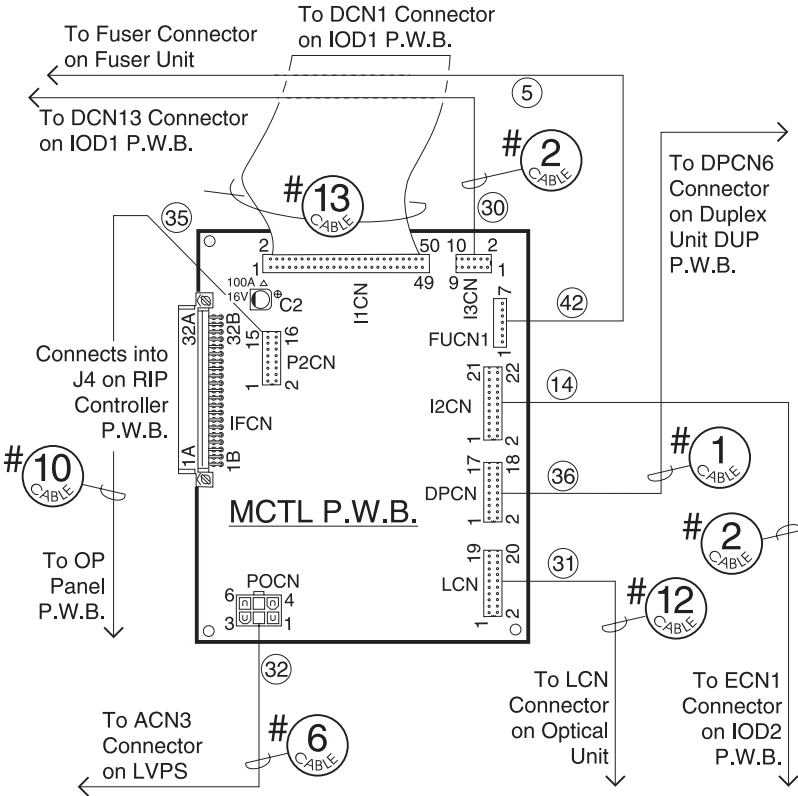 To DCN1 Connector
on IOD1 P.W.B.
To Fuser Connector
on Fuser Unit
5
To DCN13 Connector
on IOD1 P.W.B.
# 2
CABLE
To DPCN6
Connector
on Duplex
Unit DUP
P.W.B.
# 13
CABLE
35
30
2
50
10
2
1
49
9
1
100A
16V
C2
I1CN
I3CN
7
42
FUCN1
1
32A
32B
15
16
P2CN
1
2
Connects into
J4 on RIP
Controller
P.W.B.
IFCN
1A
1B
21
22
14
I2CN
1
2
# 10
CABLE
# 1
CABLE
17
18
36
DPCN
1
2
MCTL P.W.B.
# 2
CABLE
To OP
Panel
P.W.B.
19
20
31
LCN
1
2
# 12
CABLE
POCN
6
4
3
1
32
To LCN
Connector
on Optical
Unit
To ECN1
Connector
on IOD2
P.W.B.
To ACN3
Connector
on LVPS
# 6
CABLE